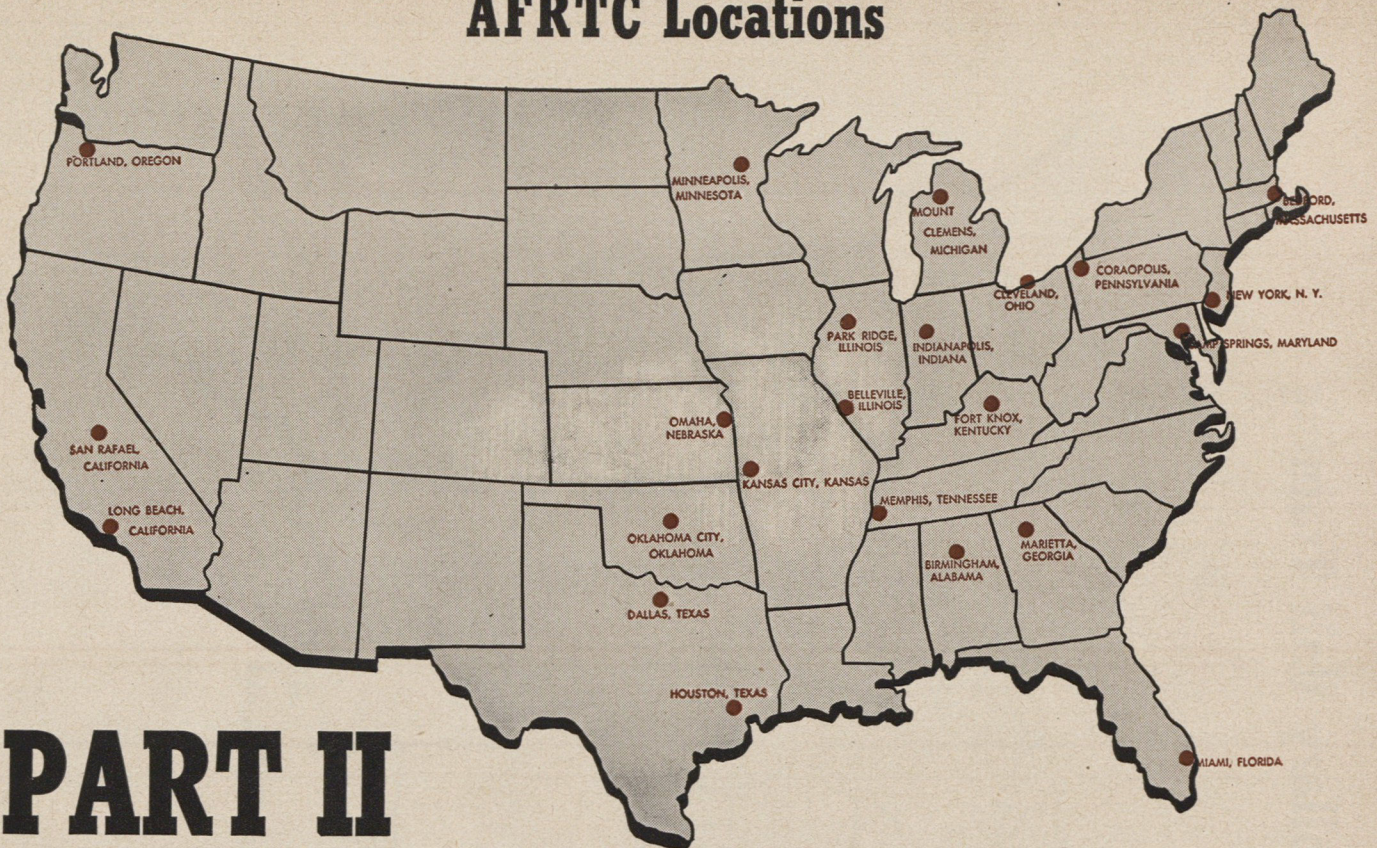 AFRTC Locations
PORTLAND, OREGON
MINNEAPOLIS,
MINNESOTA
MOUNT
CLEMENS,
MICHIGAN
BEDFORD,
MASSACHUSETTS
CORAOPOLIS,
PENNSYLVANIA
CLEVELAND,
OHIO
NEW YORK, N. Y.
PARK RIDGE,
ILLINOIS
INDIANAPOLIS,
INDIANA
CAMP SPRINGS, MARYLAND
BELLEVILLE,
ILLINOIS
OMAHA,
NEBRASKA
FORT KNOX,
KENTUCKY
SAN RAFAEL,
CALIFORNIA
KANSAS CITY, KANSAS
MEMPHIS, TENNESSEE
LONG BEACH,
CALIFORNIA
OKLAHOMA CITY,
OKLAHOMA
BIRMINGHAM,
ALABAMA
MARIETTA,
GEORGIA
DALLAS, TEXAS
HOUSTON, TEXAS
MIAMI, FLORIDA
PART II